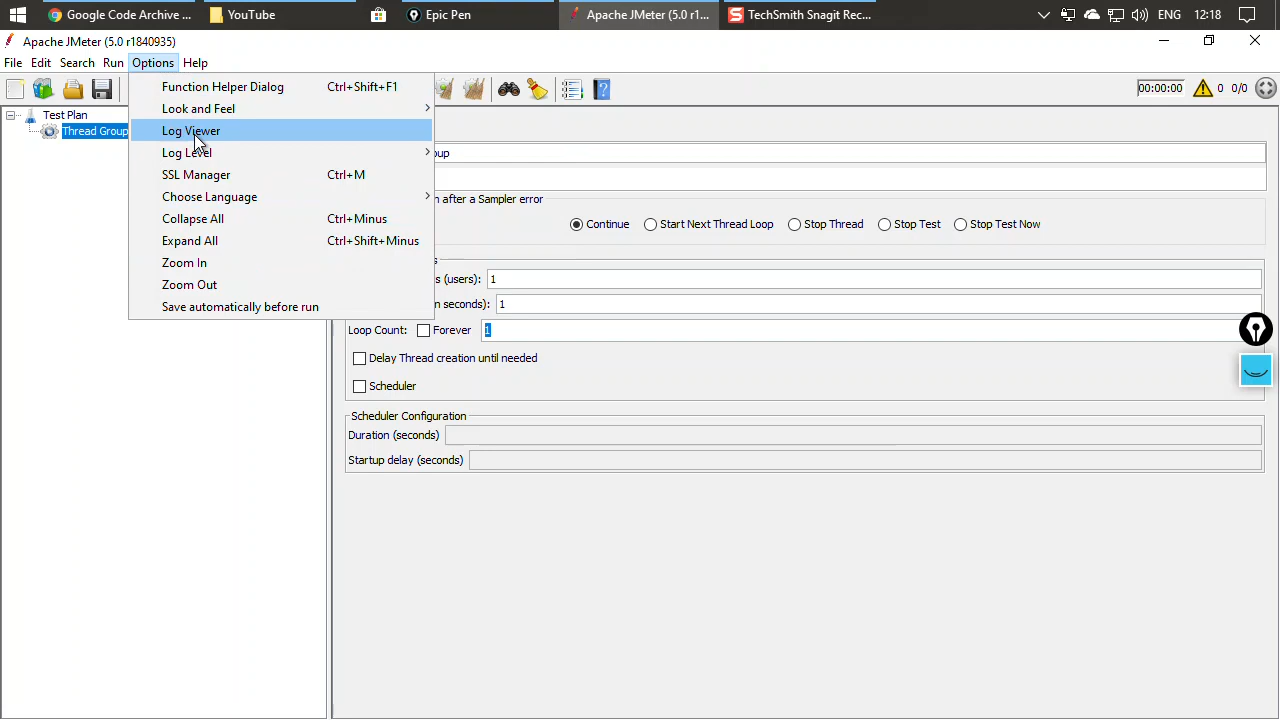 Google Code Archive ...
YouTube
Epic Pen
Apache JMeter (5.0 r1...
TechSmith Snagit Rec...
ENG
12:18
Apache JMeter (5.0 r1840935)
File Edit Search Run Options Help
Function Helper Dialog Ctrl+Shift+F1
Look and Feel
Log Viewer
Log Level
SSL Manager Ctrl+M
Choose Language
Collapse All Ctrl+Minus
Expand All Ctrl+Shift+Minus
Zoom In
Zoom Out
Save automatically before run
00:00:00 0 0/0
Test Plan
Thread Group
oup
n after a Sampler error
Continue Start Next Thread Loop Stop Thread Stop Test Stop Test Now
s (users): 1
n seconds): 1
Loop Count: Forever 1
Delay Thread creation until needed
Scheduler
Scheduler Configuration
Duration (seconds)
Startup delay (seconds)